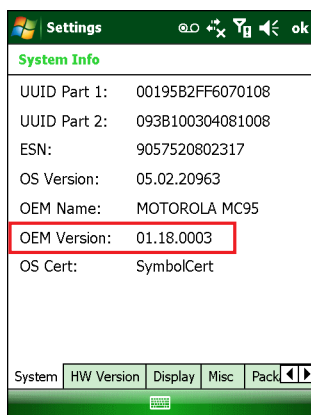 Settings ok
System Info
UUID Part 1: 00195B2FF6070108
UUID Part 2: 093B100304081008
ESN: 9057520802317
OS Version: 05.02.20963
OEM Name: MOTOROLA MC95
OEM Version: 01.18.0003
OS Cert: SymbolCert
System HW Version Display Misc Pack